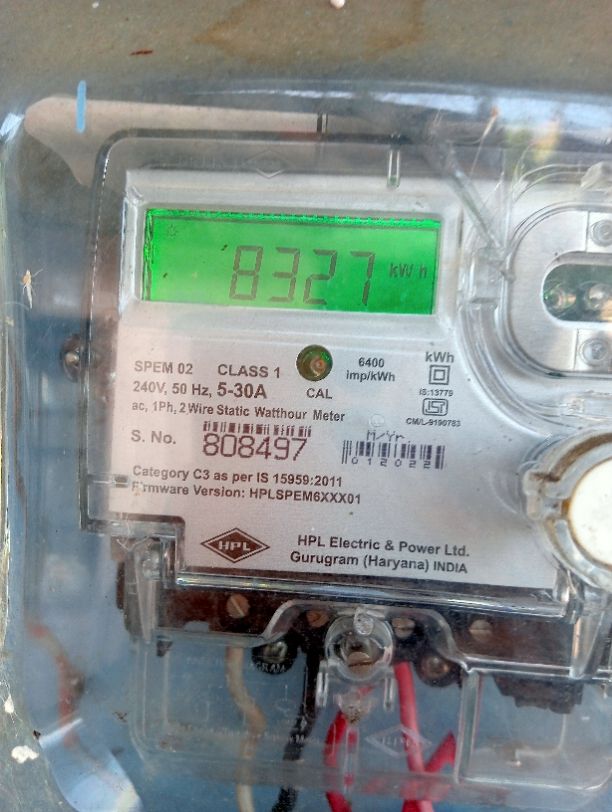 8327 kWh
SPEM 02 CLASS 1
240V, 50 Hz, 5-30A
ac, 1Ph, 2 Wire Static Watthour Meter
CAL
6400
imp/kWh
kWh
IS:13779
CM/L-9190783
S. No. 808497
M/Yr.
012022
Category C3 as per IS 15959:2011
Firmware Version: HPLSPEM6XXX01
HPL
HPL Electric & Power Ltd.
Gurugram (Haryana) INDIA